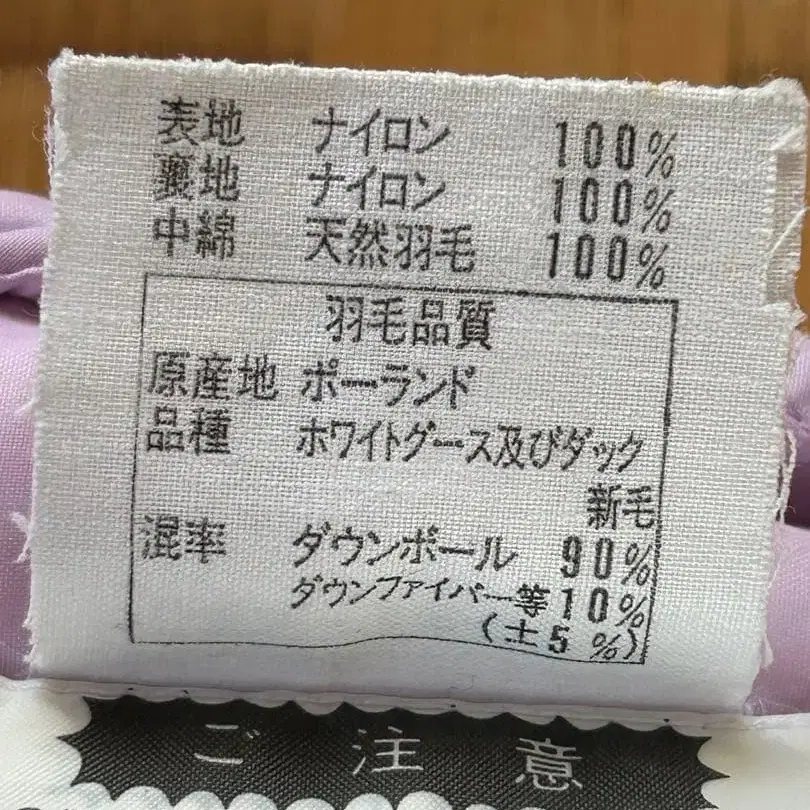 表地 ナイロン 100%
裏地 ナイロン 100%
中綿 天然羽毛 100%
羽毛品質
原産地 ポーランド
品種 ホワイトグース及びダック
新毛
混率 ダウンボール 90%
ダウンファイバー等10%
(±5%)
ご注意